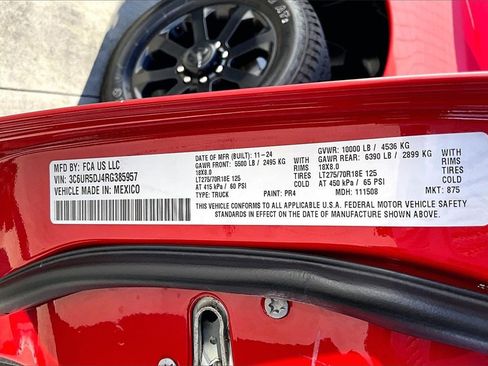 MFD BY: FCA US LLC
VIN: 3C6UR5DJ4RG385957
VEHICLE MADE IN: MEXICO
DATE OF MFR (BUILT): 11-24
GAWR FRONT: 5500 LB / 2495 KG
18X8.0
LT275/70R18E 125
AT 415 kPa / 60 PSI
TYPE: TRUCK
WITH
RIMS
TIRES
COLD
PAINT: PR4
GVWR: 10000 LB / 4536 KG
GAWR REAR: 6390 LB / 2899 KG
18X8.0
LT275/70R18E 125
AT 450 kPa / 65 PSI
MDH: 111508
WITH
RIMS
TIRES
COLD
MKT: 875
THIS VEHICLE CONFORMS TO ALL APPLICABLE U.S.A. FEDERAL MOTOR VEHICLE SAFETY
STANDARDS IN EFFECT ON THE DATE OF MANUFACTURE SHOWN ABOVE.